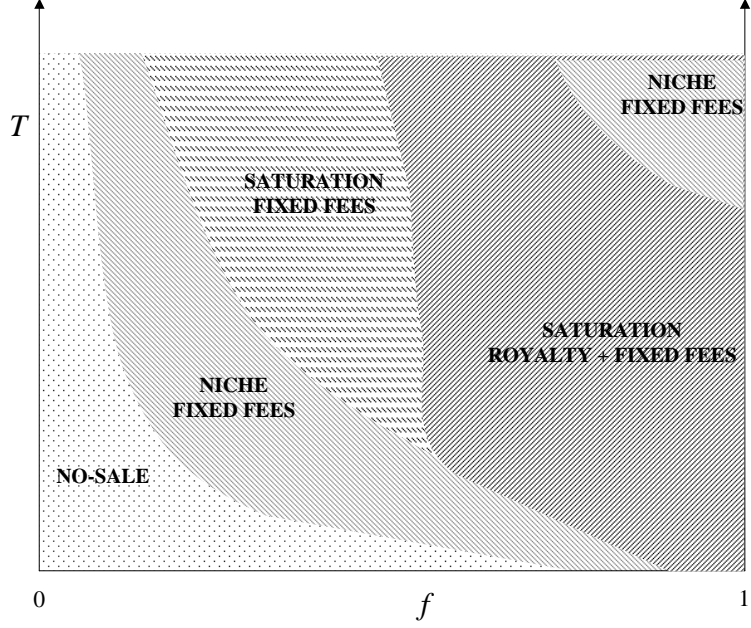 NICHE
FIXED FEES
T
SATURATION
FIXED FEES
SATURATION
ROYALTY + FIXED FEES
NICHE
FIXED FEES
NO-SALE
0
f
1